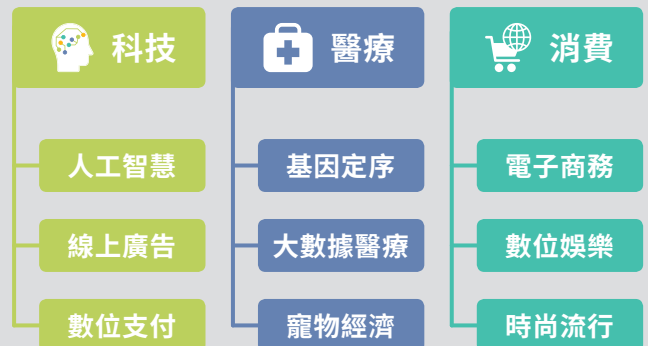 科技
人工智慧
線上廣告
數位支付
醫療
基因定序
大數據醫療
寵物經濟
消費
電子商務
數位娛樂
時尚流行